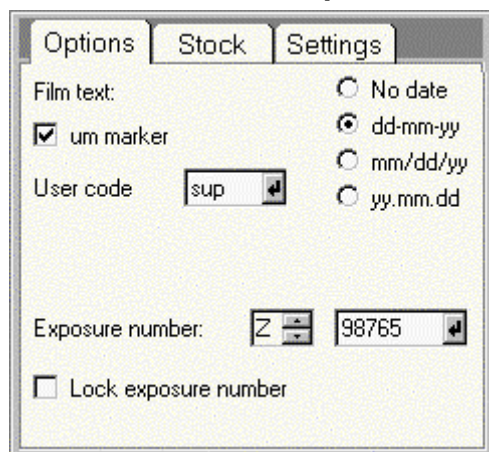 Options Stock Settings
Film text:
No date
um marker
dd-mm-yy
mm/dd/yy
User code sup
yy.mm.dd
Exposure number: Z 98765
Lock exposure number